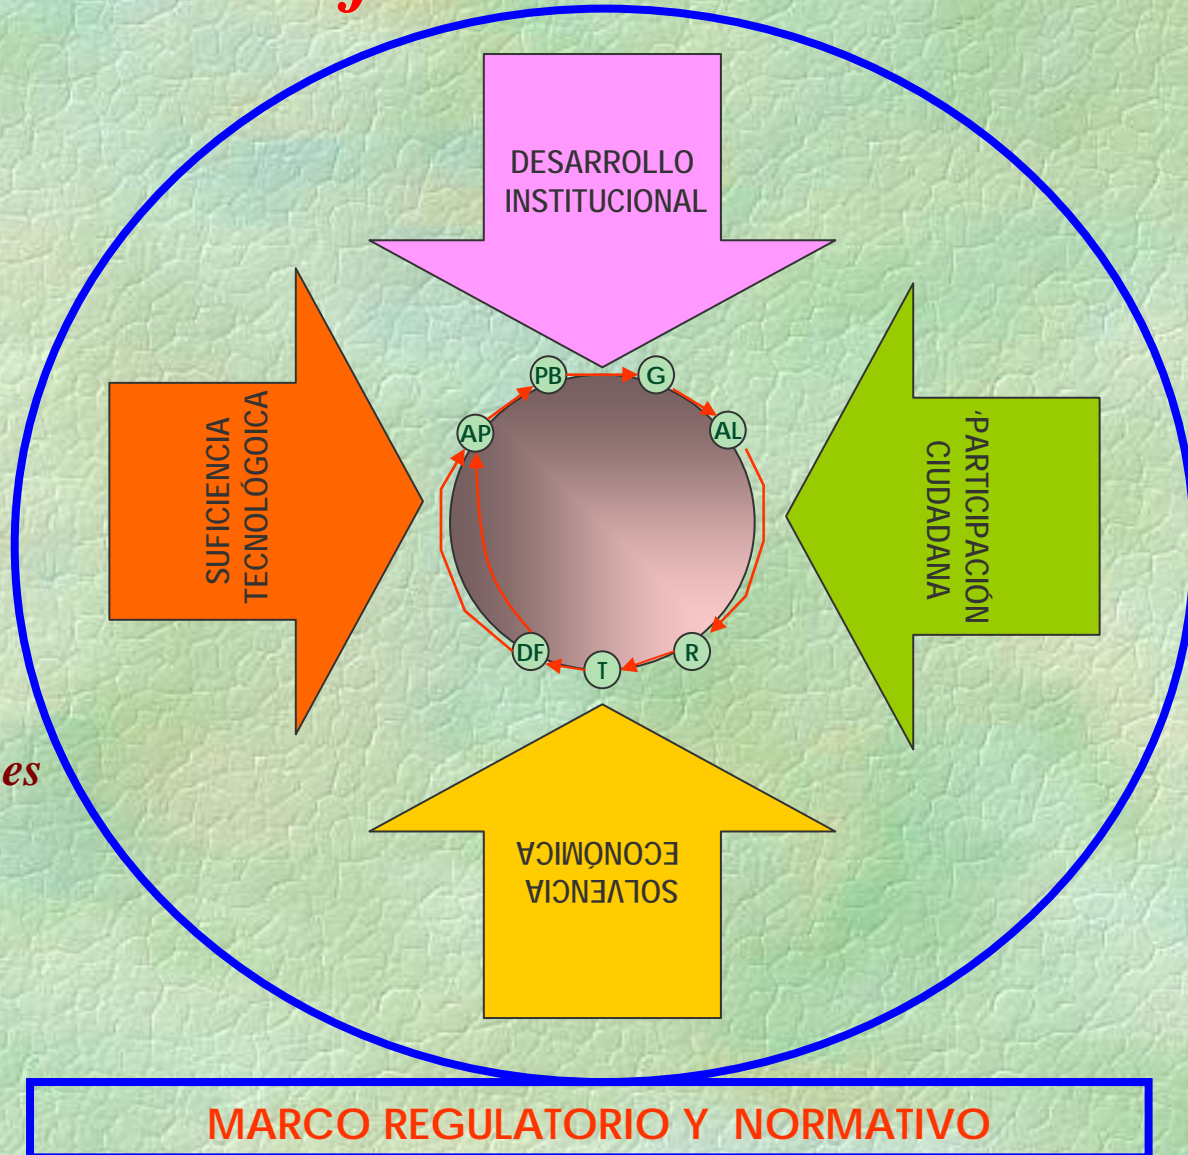 DESARROLLO
INSTITUCIONAL
PB
G
AP
AL
SUFICIENCIA
TECNOLÓGOICA
'PARTICIPACIÓN
CIUDADANA
DF
T
R
es
SOLVENCIA
ECONÓMICA
MARCO REGULATORIO Y NORMATIVO